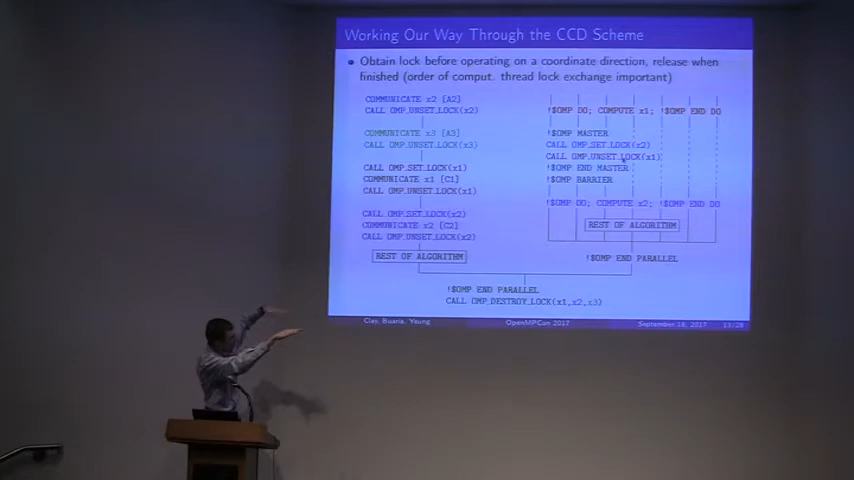 Working Our Way Through the CCD Scheme
Obtain lock before operating on a coordinate direction, release when
finished (order of comput. thread lock exchange important)
COMMUNICATE x2 [A2]
CALL OMP_UNSET_LOCK(x2)
COMMUNICATE x3 [A3]
CALL OMP_UNSET_LOCK(x3)
CALL OMP_SET_LOCK(x1)
COMMUNICATE x1 [C1]
CALL OMP_UNSET_LOCK(x1)
CALL OMP_SET_LOCK(x2)
COMMUNICATE x2 [C2]
CALL OMP_UNSET_LOCK(x2)
REST OF ALGORITHM
!$OMP DO; COMPUTE x1; !$OMP END DO
!$OMP MASTER
CALL OMP_SET_LOCK(x2)
CALL OMP_UNSET_LOCK(x1)
!$OMP END MASTER
!$OMP BARRIER
!$OMP DO; COMPUTE x2; !$OMP END DO
REST OF ALGORITHM
!$OMP END PARALLEL
!$OMP END PARALLEL
CALL OMP_DESTROY_LOCK(x1,x2,x3)
Clay, Buaria, Yeung
OpenMPCon 2017
September 18, 2017
13/28